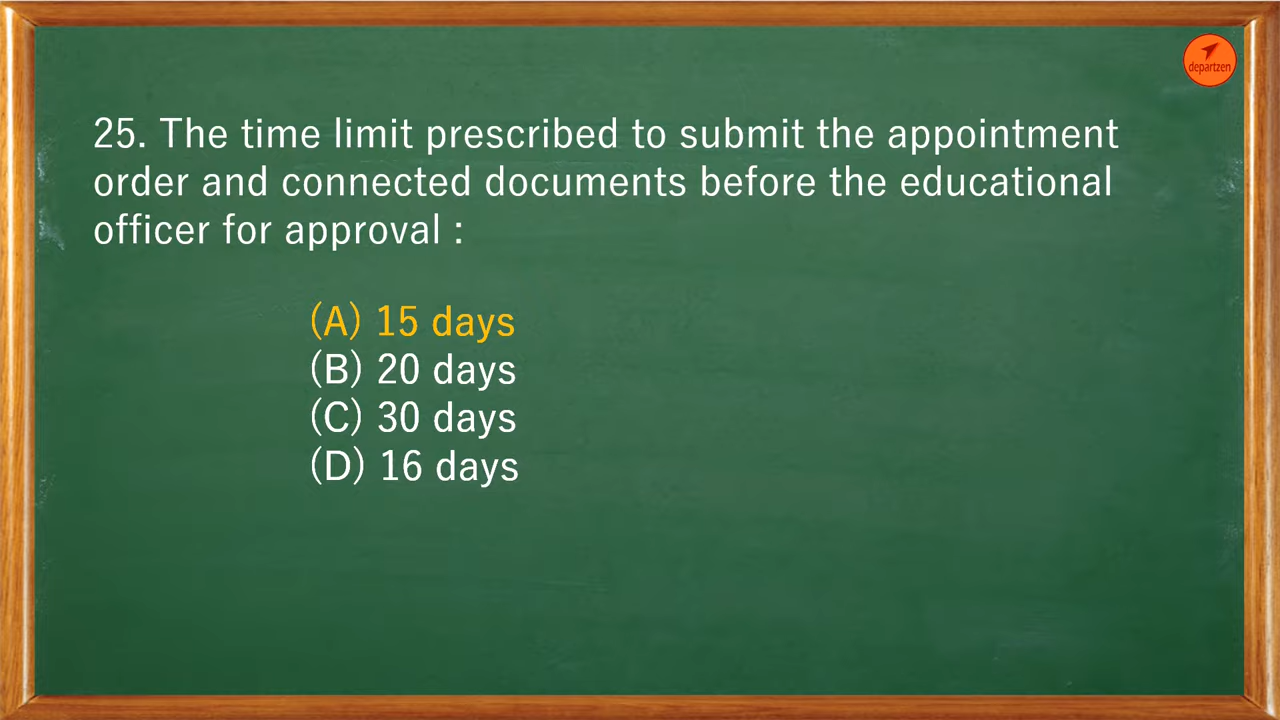 departzen
25. The time limit prescribed to submit the appointment
order and connected documents before the educational
officer for approval :
(A) 15 days
(B) 20 days
(C) 30 days
(D) 16 days